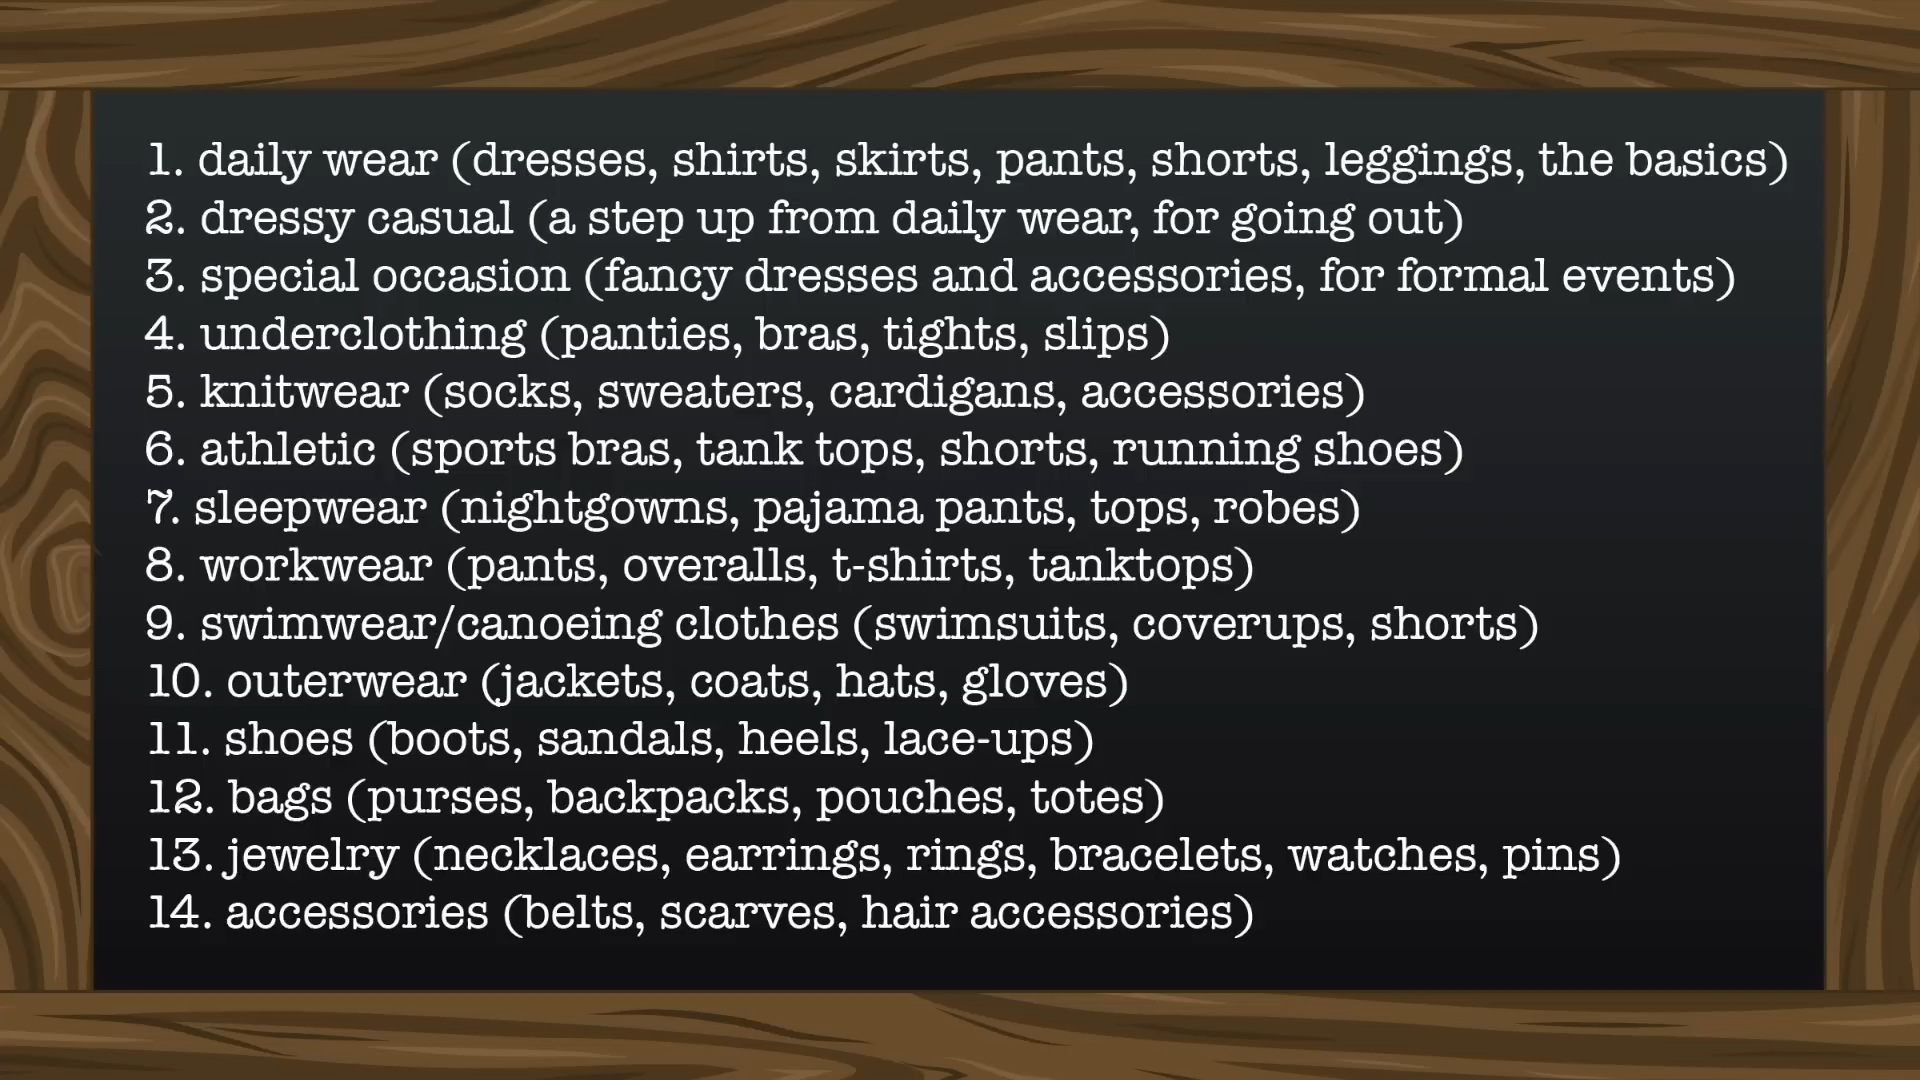 1. daily wear (dresses, shirts, skirts, pants, shorts, leggings, the basics)
2. dressy casual (a step up from daily wear, for going out)
3. special occasion (fancy dresses and accessories, for formal events)
4. underclothing (panties, bras, tights, slips)
5. knitwear (socks, sweaters, cardigans, accessories)
6. athletic (sports bras, tank tops, shorts, running shoes)
7. sleepwear (nightgowns, pajama pants, tops, robes)
8. workwear (pants, overalls, t-shirts, tanktops)
9. swimwear/canoeing clothes (swimsuits, coverups, shorts)
10. outerwear (jackets, coats, hats, gloves)
11. shoes (boots, sandals, heels, lace-ups)
12. bags (purses, backpacks, pouches, totes)
13. jewelry (necklaces, earrings, rings, bracelets, watches, pins)
14. accessories (belts, scarves, hair accessories)